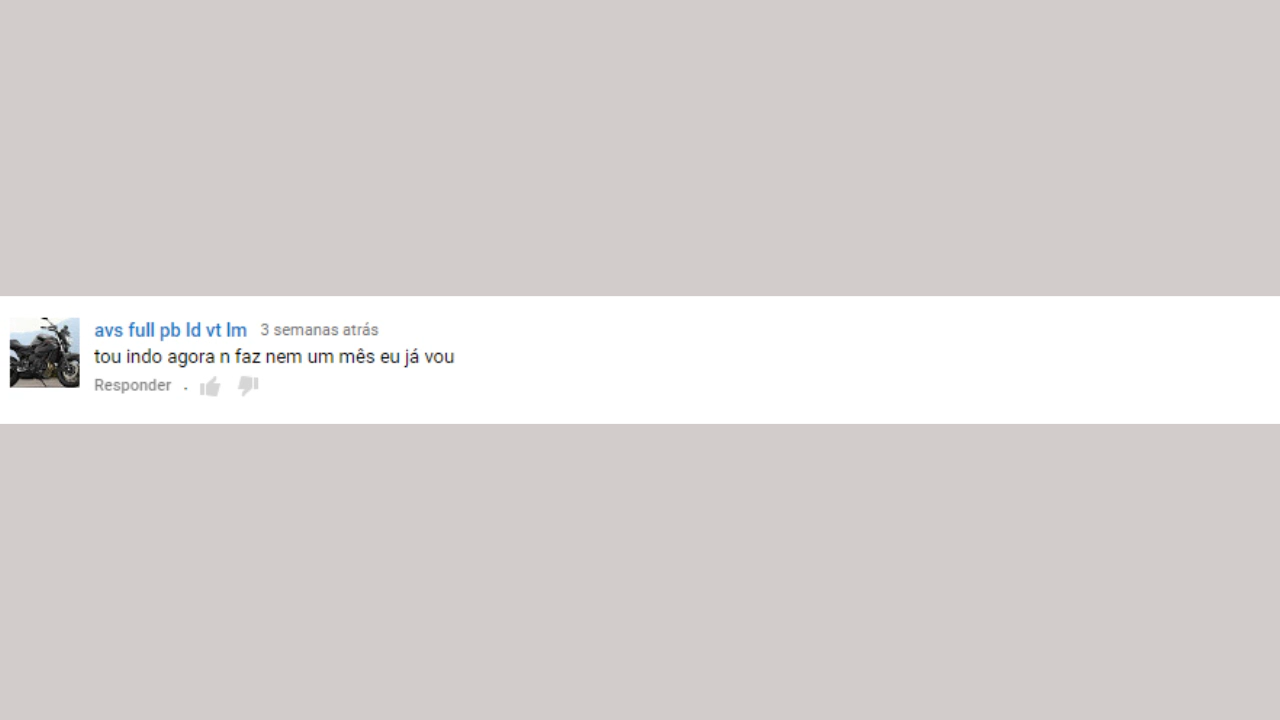 avs full pb ld vt lm 3 semanas atrás
tou indo agora n faz nem um mês eu já vou
Responder .